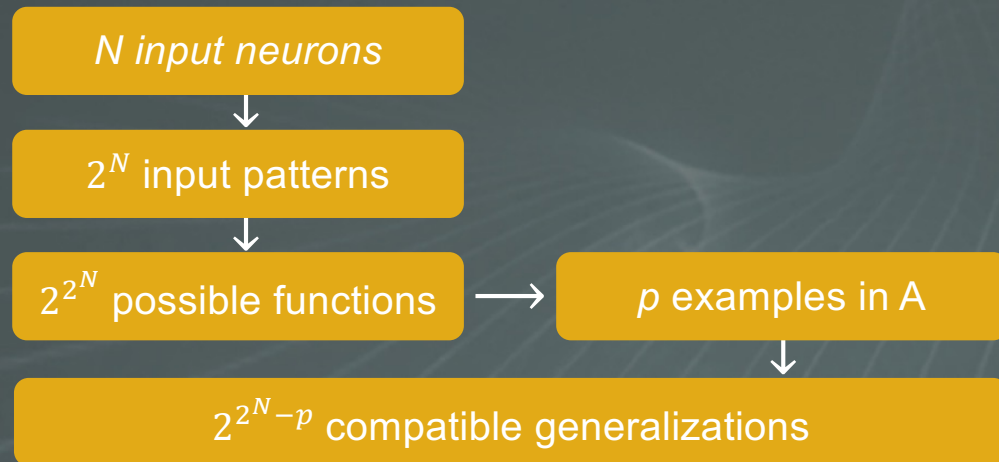 N input neurons
2^N input patterns
2^{2^N} possible functions
p examples in A
2^{2^N-p} compatible generalizations